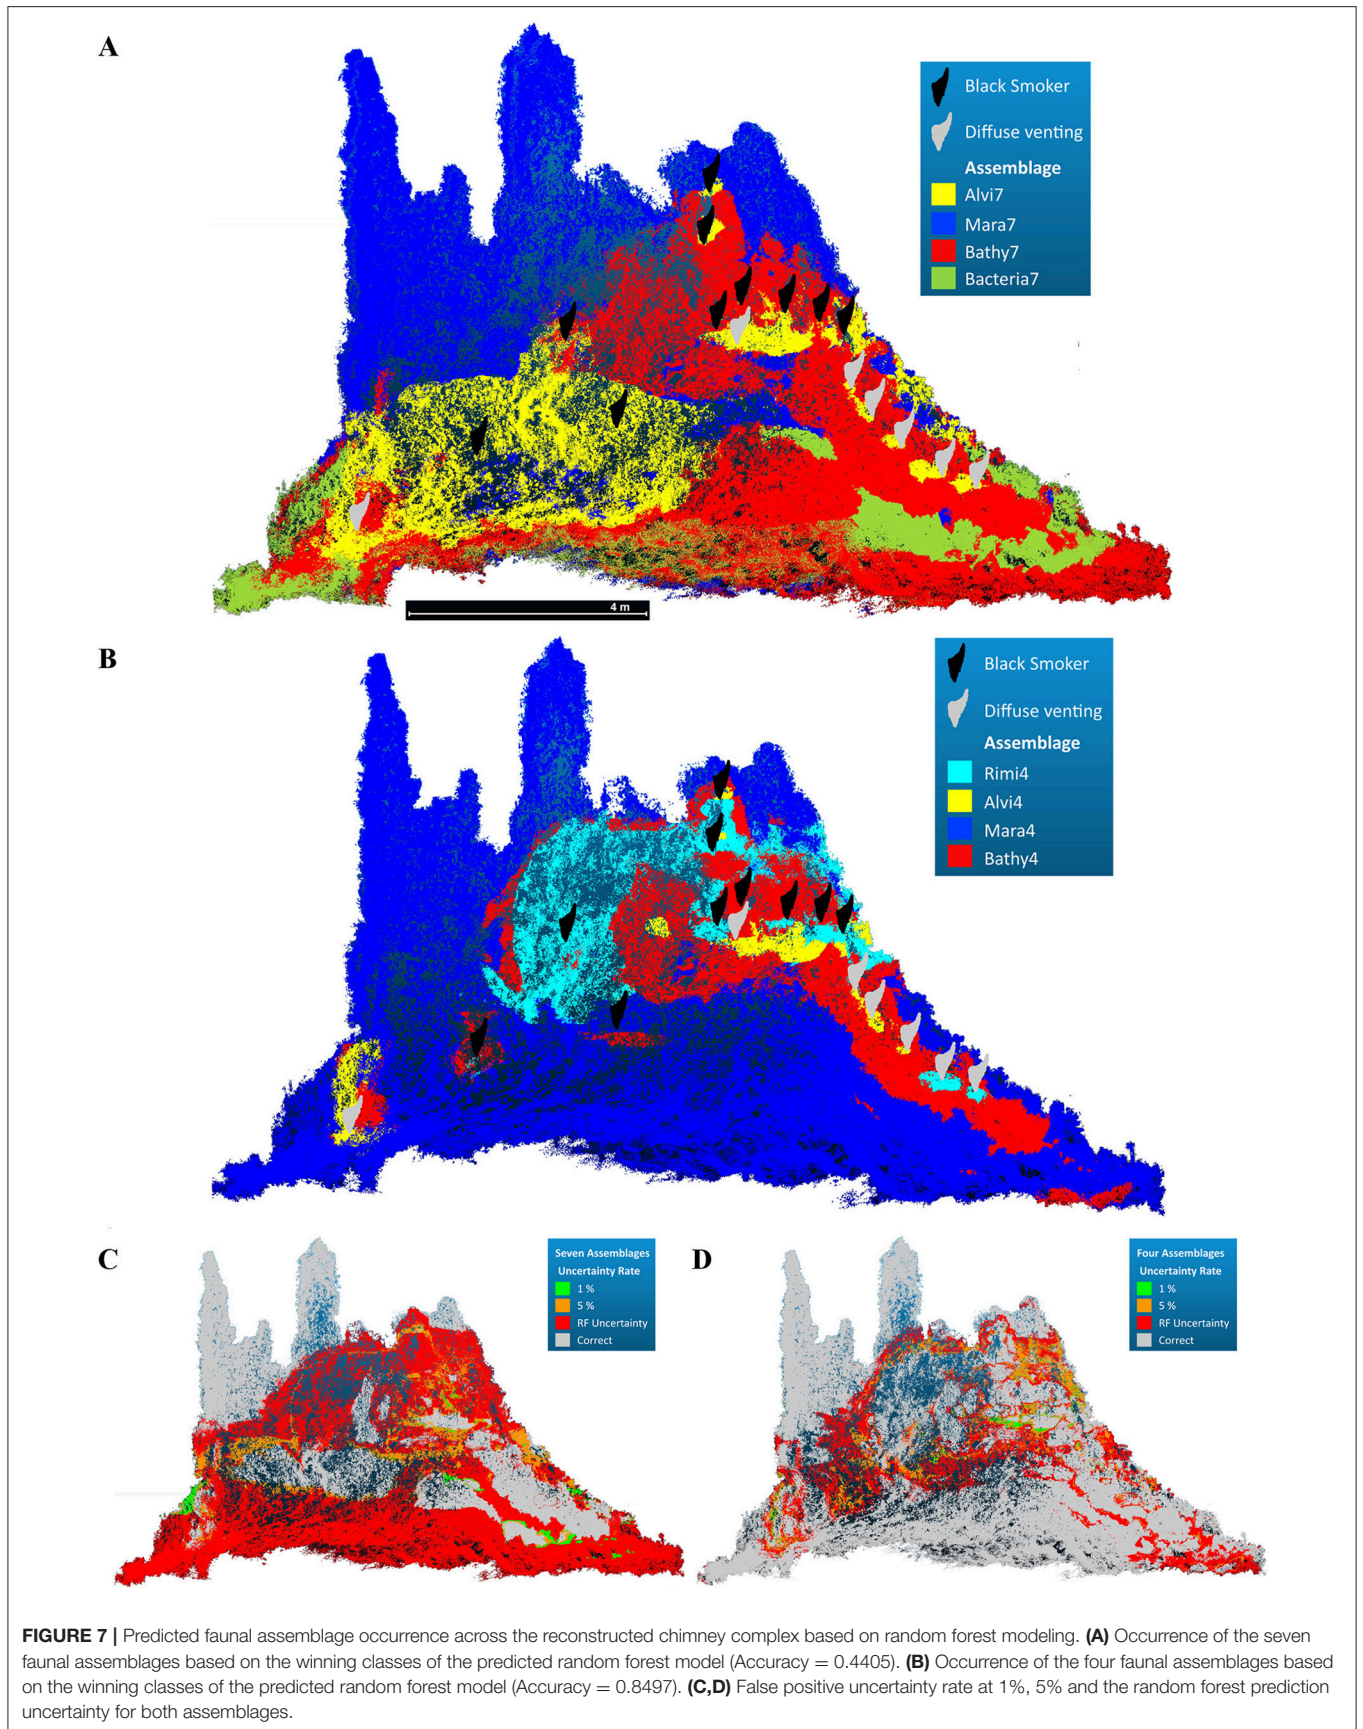 A
Black Smoker
Diffuse venting
Assemblage
Alvi7
Mara7
Bathy7
Bacteria7
4 m
B
Black Smoker
Diffuse venting
Assemblage
Rimi4
Alvi4
Mara4
Bathy4
C
Seven Assemblages
Uncertainty Rate
1 %
5 %
RF Uncertainty
Correct
D
Four Assemblages
Uncertainty Rate
1 %
5 %
RF Uncertainty
Correct
FIGURE 7 | Predicted faunal assemblage occurrence across the reconstructed chimney complex based on random forest modeling. (A) Occurrence of the seven
faunal assemblages based on the winning classes of the predicted random forest model (Accuracy = 0.4405). (B) Occurrence of the four faunal assemblages based
on the winning classes of the predicted random forest model (Accuracy = 0.8497). (C,D) False positive uncertainty rate at 1%, 5% and the random forest prediction
uncertainty for both assemblages.